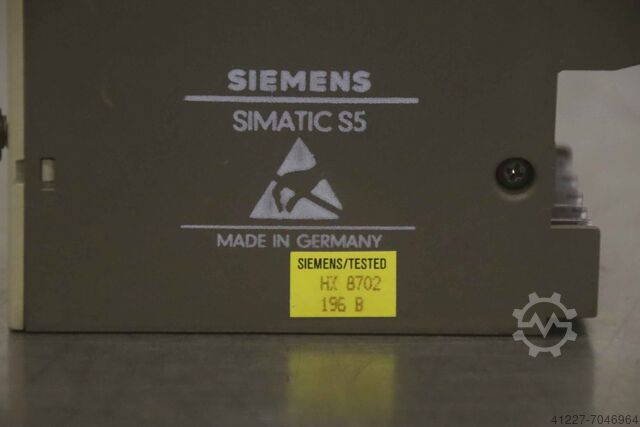 SIEMENS
SIMATIC S5
MADE IN GERMANY
SIEMENS/TESTED
HX 8702
196 B
41227-7046964